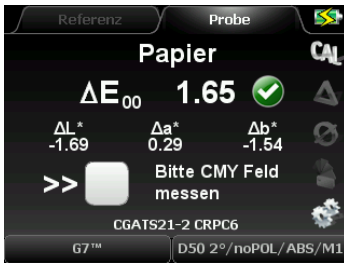 Referenz Probe
Papier CAL
ΔE00 1.65
ΔL* Δa* Δb*
-1.69 0.29 -1.54
>> Bitte CMY Feld
messen
CGATS21-2 CRPC6
G7™ D50 2°/noPOL/ABS/M1